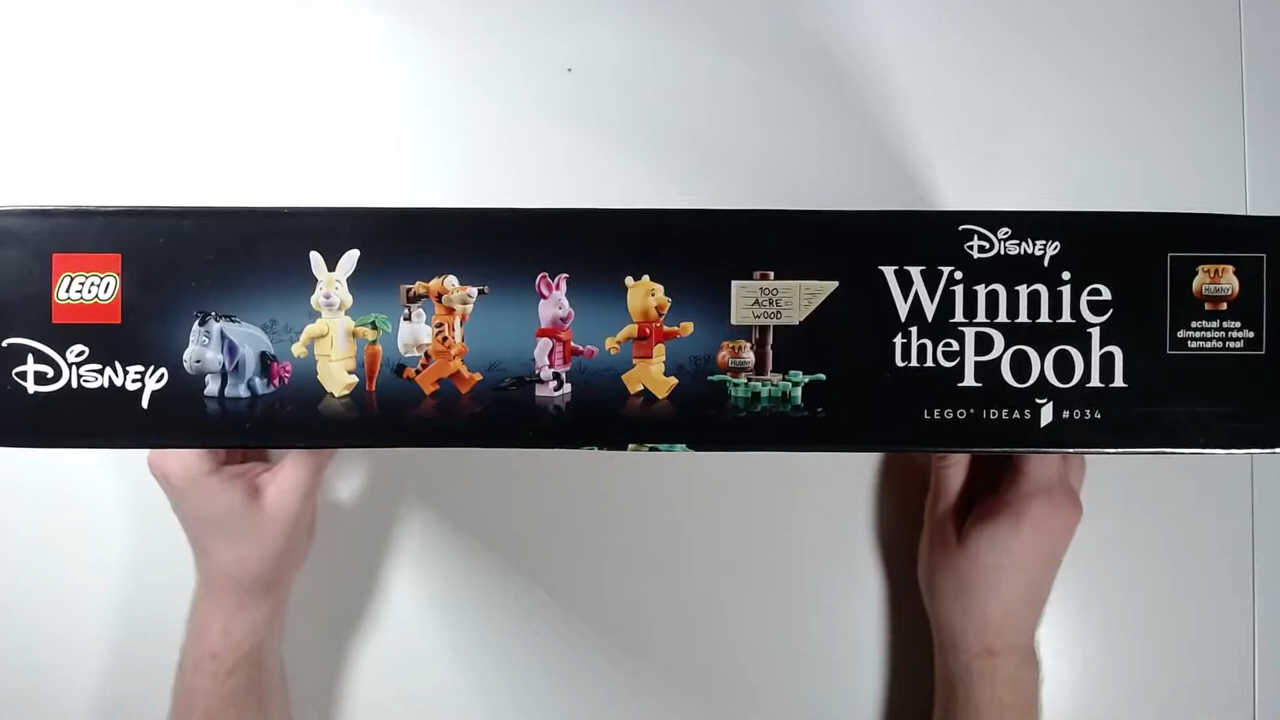 LEGO
Disney
HUNNY
100
ACRE
WOOD
Disney
Winnie
the Pooh
LEGO® IDEAS #034
HUNNY
actual size
dimension réelle
tamaño real